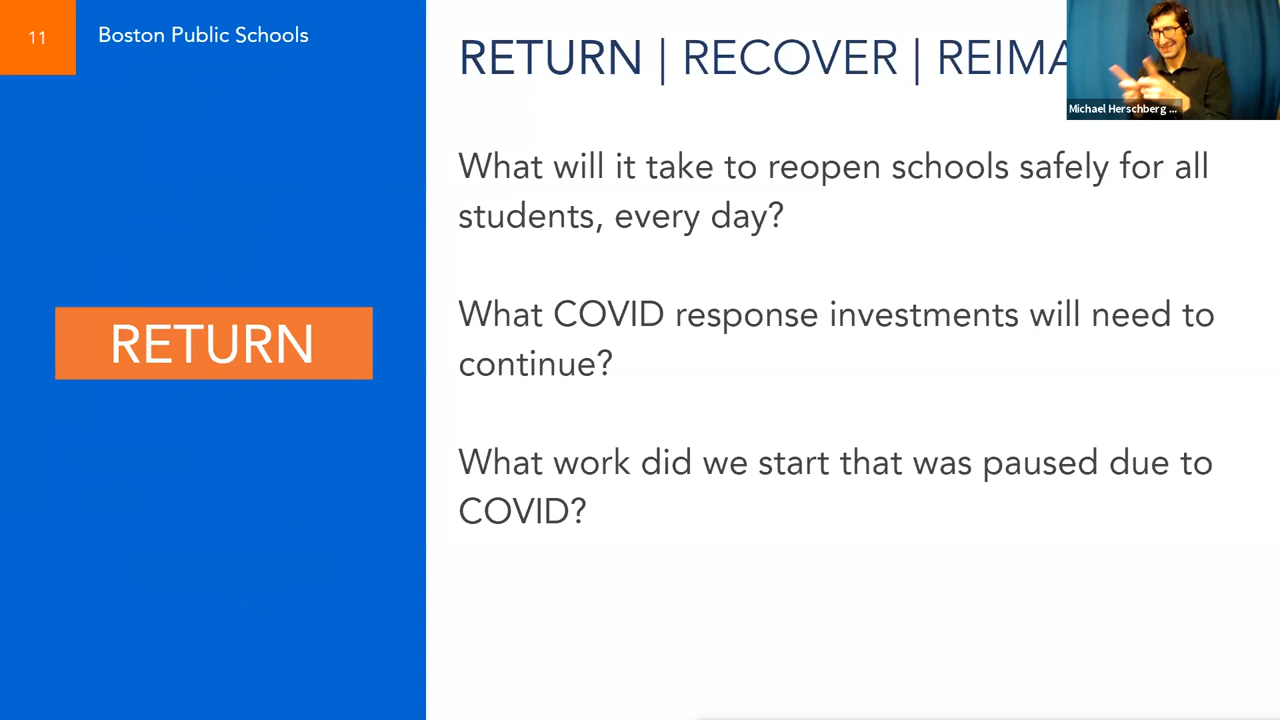 11
Boston Public Schools
RETURN | RECOVER | REIMA
Michael Herschberg ...
What will it take to reopen schools safely for all
students, every day?
What COVID response investments will need to
continue?
RETURN
What work did we start that was paused due to
COVID?